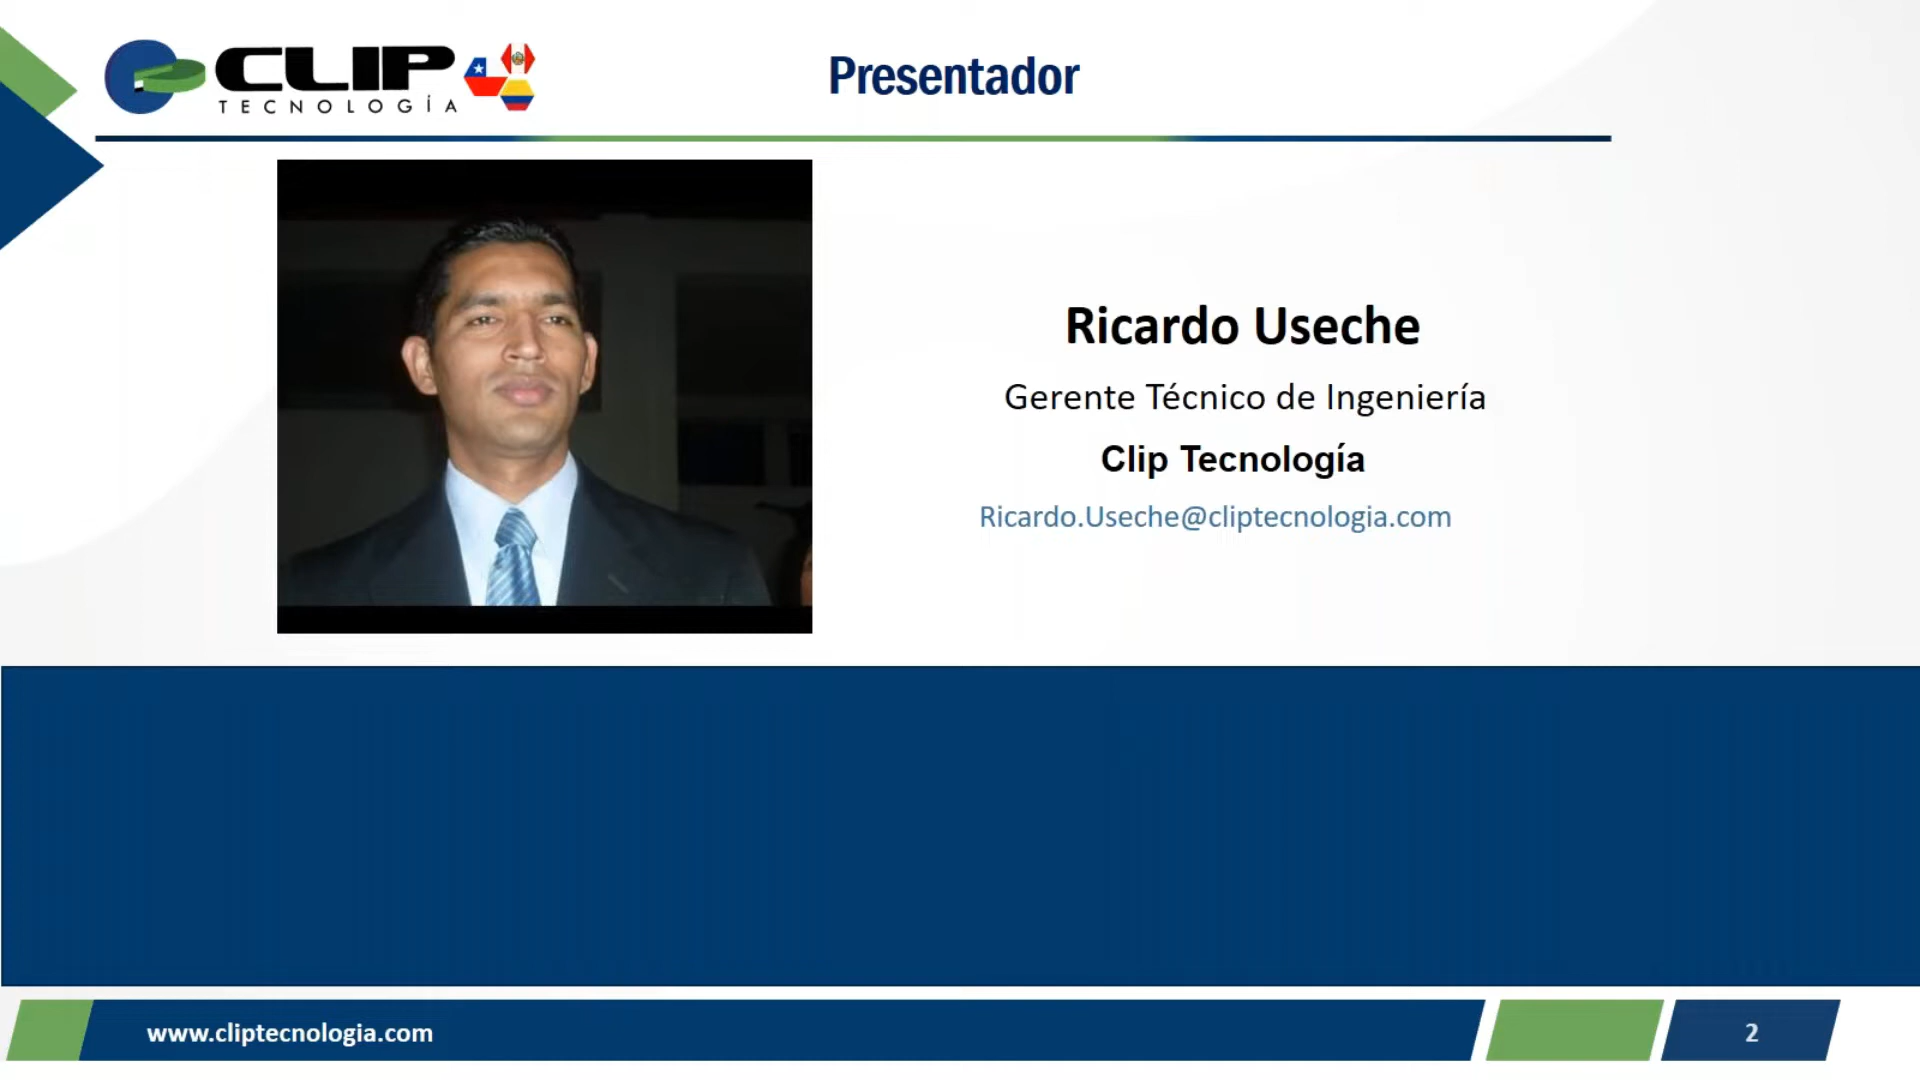 CLIP
TECNOLOGÍA
Presentador
Ricardo Useche
Gerente Técnico de Ingeniería
Clip Tecnología
Ricardo.Useche@cliptecnologia.com
www.cliptecnologia.com
2